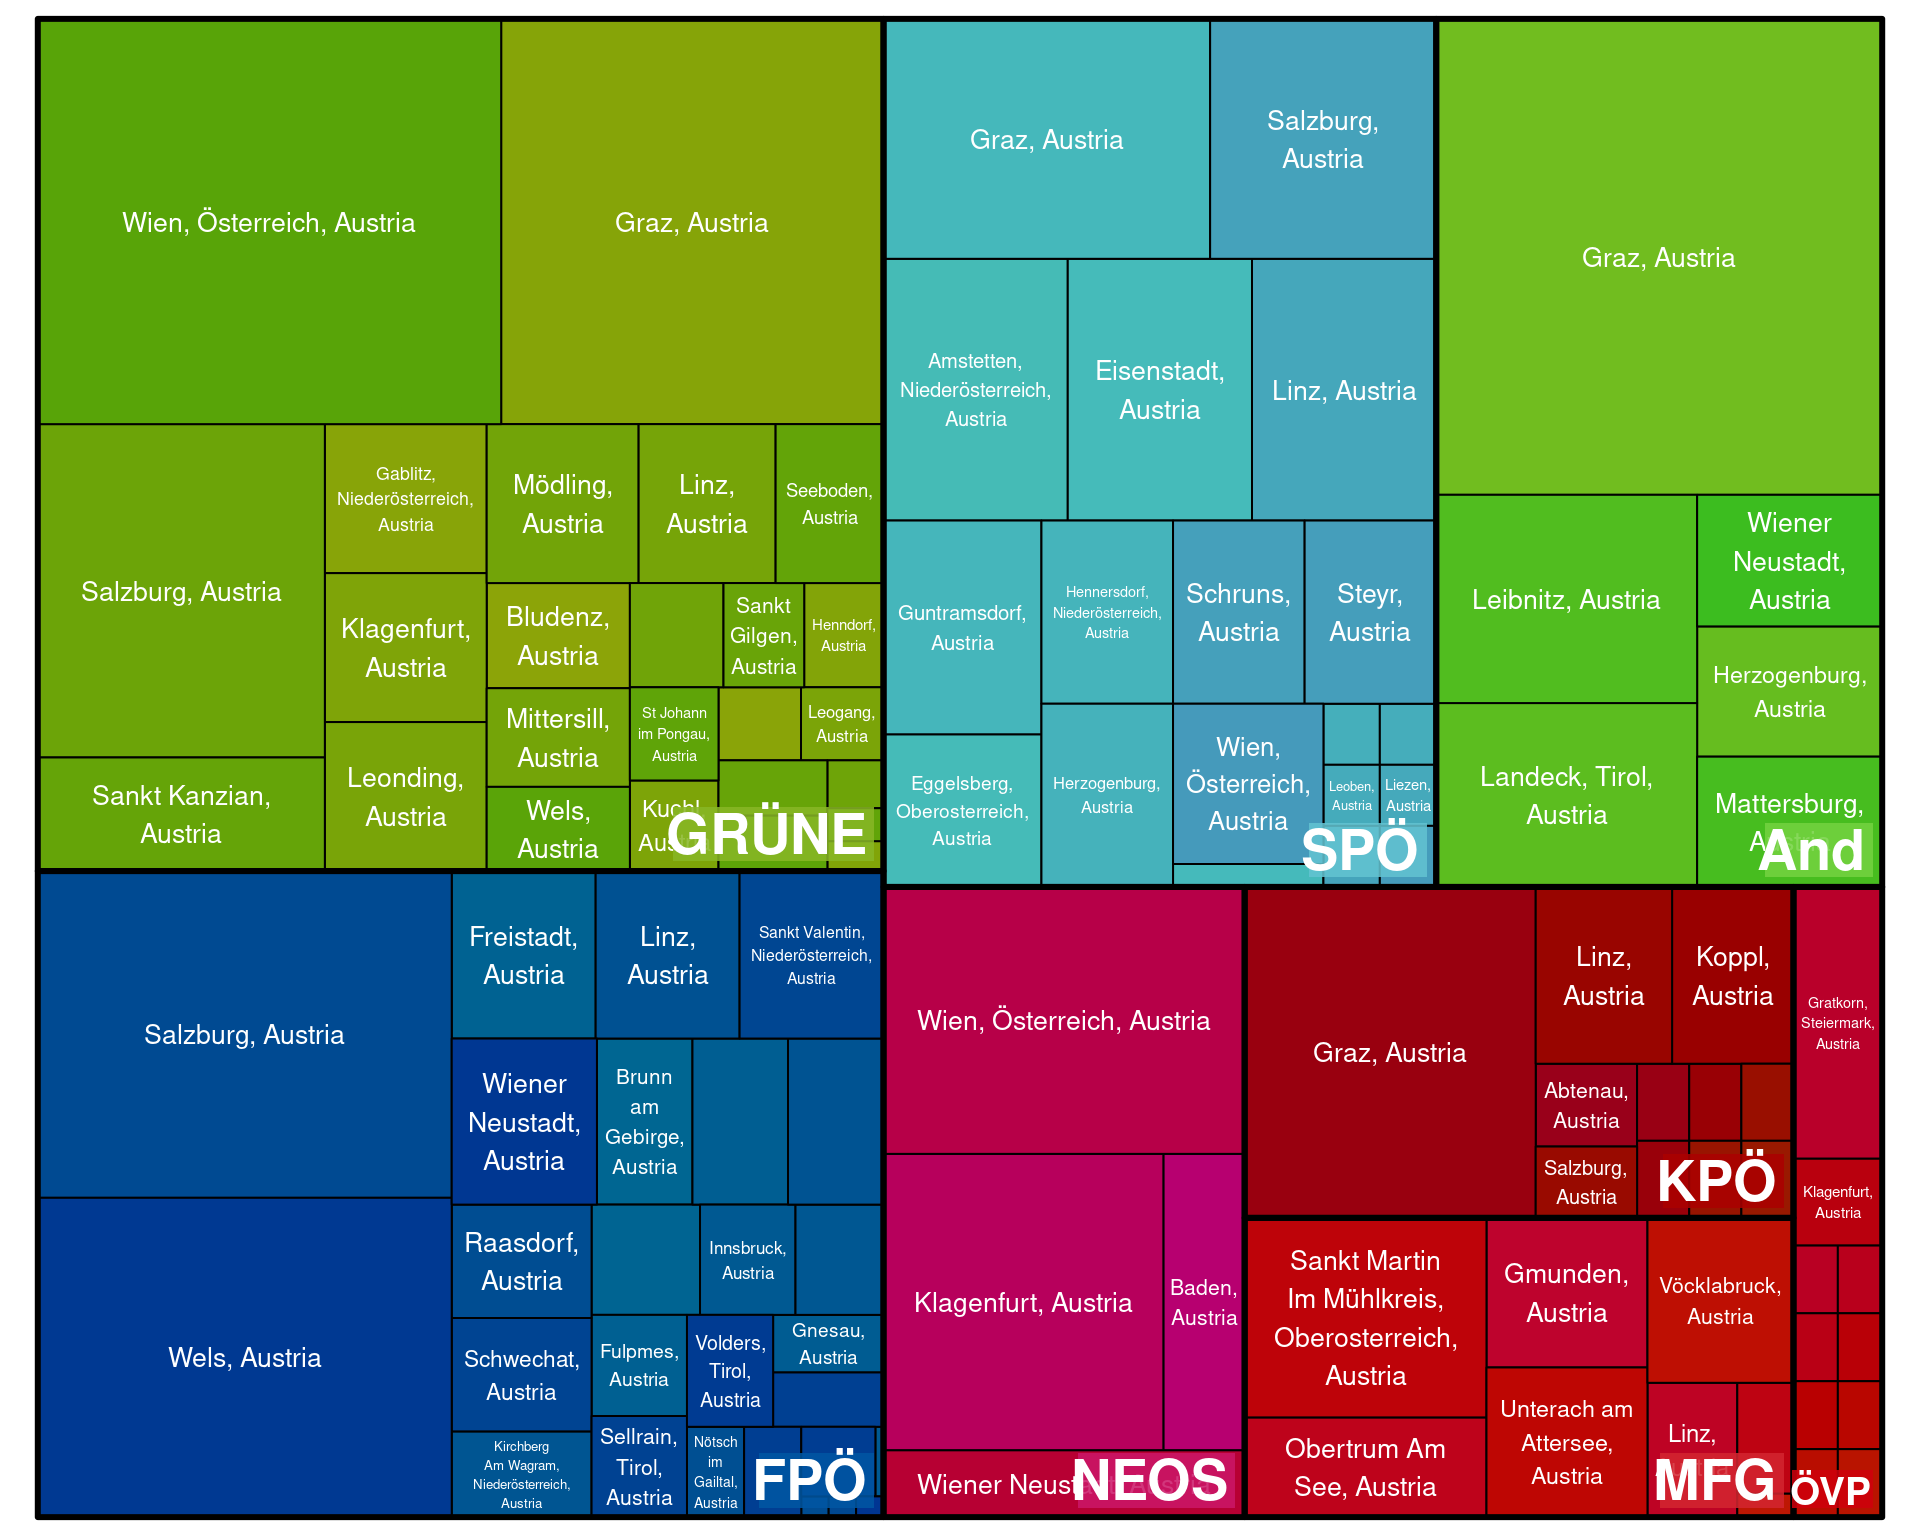 Wien, Österreich, Austria
Graz, Austria
Salzburg, Austria
Gablitz,
Niederösterreich,
Austria
Mödling,
Austria
Linz,
Austria
Seeboden,
Austria
Klagenfurt,
Austria
Bludenz,
Austria
Sankt
Gilgen,
Austria
Henndorf,
Austria
Mittersill,
Austria
St Johann
im Pongau,
Austria
Leogang,
Austria
Sankt Kanzian,
Austria
Leonding,
Austria
Wels,
Austria
Kuchl,
Austria
GRÜNE
Graz, Austria
Salzburg,
Austria
Amstetten,
Niederösterreich,
Austria
Eisenstadt,
Austria
Linz, Austria
Guntramsdorf,
Austria
Hennersdorf,
Niederösterreich,
Austria
Schruns,
Austria
Steyr,
Austria
Eggelsberg,
Oberosterreich,
Austria
Herzogenburg,
Austria
Wien,
Österreich,
Austria
Leoben,
Austria
Liezen,
Austria
SPÖ
Graz, Austria
Leibnitz, Austria
Wiener
Neustadt,
Austria
Herzogenburg,
Austria
Landeck, Tirol,
Austria
Mattersburg,
Austria
And
Salzburg, Austria
Freistadt,
Austria
Linz,
Austria
Sankt Valentin,
Niederösterreich,
Austria
Wiener
Neustadt,
Austria
Brunn
am
Gebirge,
Austria
Wels, Austria
Raasdorf,
Austria
Innsbruck,
Austria
Schwechat,
Austria
Fulpmes,
Austria
Volders,
Tirol,
Austria
Gnesau,
Austria
Kirchberg
Am Wagram,
Niederösterreich,
Austria
Sellrain,
Tirol,
Austria
Nötsch
im
Gailtal,
Austria
FPÖ
Wien, Österreich, Austria
Klagenfurt, Austria
Baden,
Austria
Wiener Neustadt, Austria
NEOS
Graz, Austria
Linz,
Austria
Koppl,
Austria
Abtenau,
Austria
Salzburg,
Austria
KPÖ
Sankt Martin
Im Mühlkreis,
Oberosterreich,
Austria
Gmunden,
Austria
Vöcklabruck,
Austria
Obertrum Am
See, Austria
Unterach am
Attersee,
Austria
Linz,
Austria
MFG
Gratkorn,
Steiermark,
Austria
Klagenfurt,
Austria
ÖVP